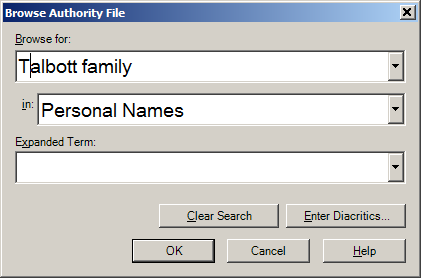 Browse Authority File
Browse for:
Talbott family
in:
Personal Names
Expanded Term:
Clear Search
Enter Diacritics...
OK
Cancel
Help